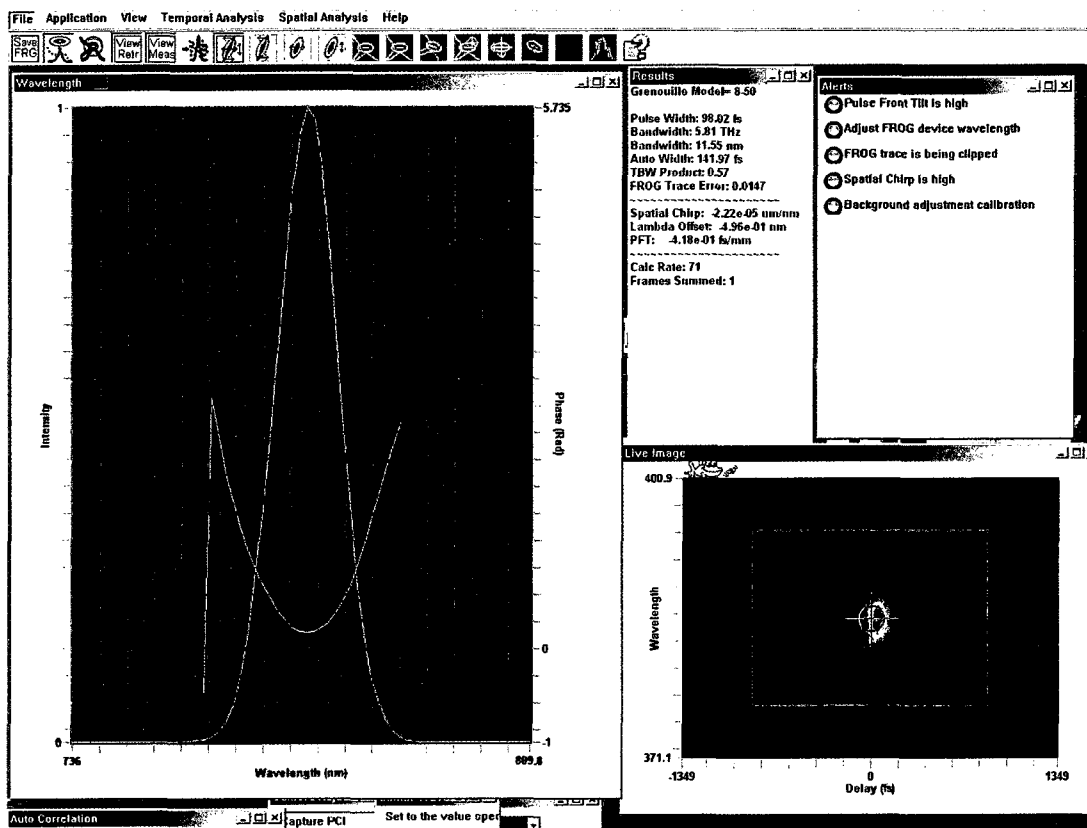 File Application View Temporal Analysis Spatial Analysis Help
Save FRG View Retr View Meas
Wavelength
1
5.735
Intensity
Phase (Rad)
0
0
-1
736
809.8
Wavelength (nm)
Results
Grenouille Model= 8-50
Pulse Width: 98.02 fs
Bandwidth: 5.81 THz
Bandwidth: 11.55 nm
Auto Width: 141.97 fs
TBW Product: 0.57
FROG Trace Error: 0.0147
Spatial Chirp: -2.22e-05 um/nm
Lambda Offset: -4.96e-01 nm
PFT: -4.18e-01 fs/mm
Calc Rate: 71
Frames Summed: 1
Alerts
Pulse Front Tilt is high
Adjust FROG device wavelength
FROG trace is being clipped
Spatial Chirp is high
Background adjustment calibration
Live Image
400.9
Wavelength
371.1
-1349
0
1349
Delay (fs)
Auto Correlation
apture PCI
Set to the value oper